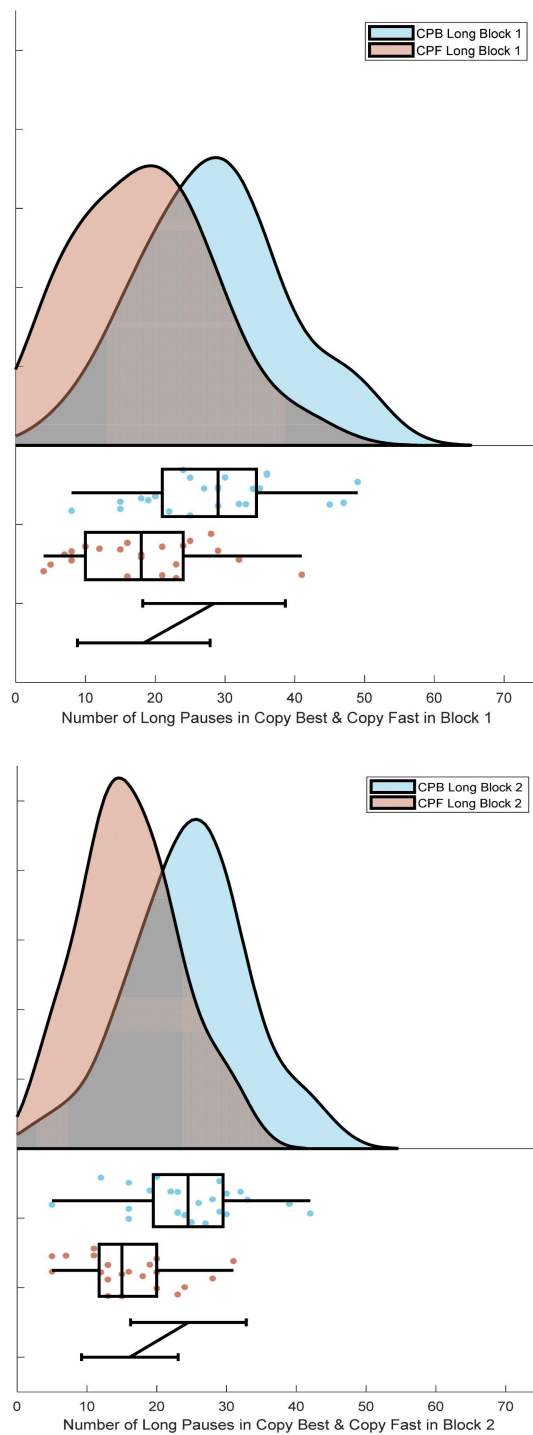 CPB Long Block 1
CPF Long Block 1
0 10 20 30 40 50 60 70
Number of Long Pauses in Copy Best & Copy Fast in Block 1
CPB Long Block 2
CPF Long Block 2
0 10 20 30 40 50 60 70
Number of Long Pauses in Copy Best & Copy Fast in Block 2